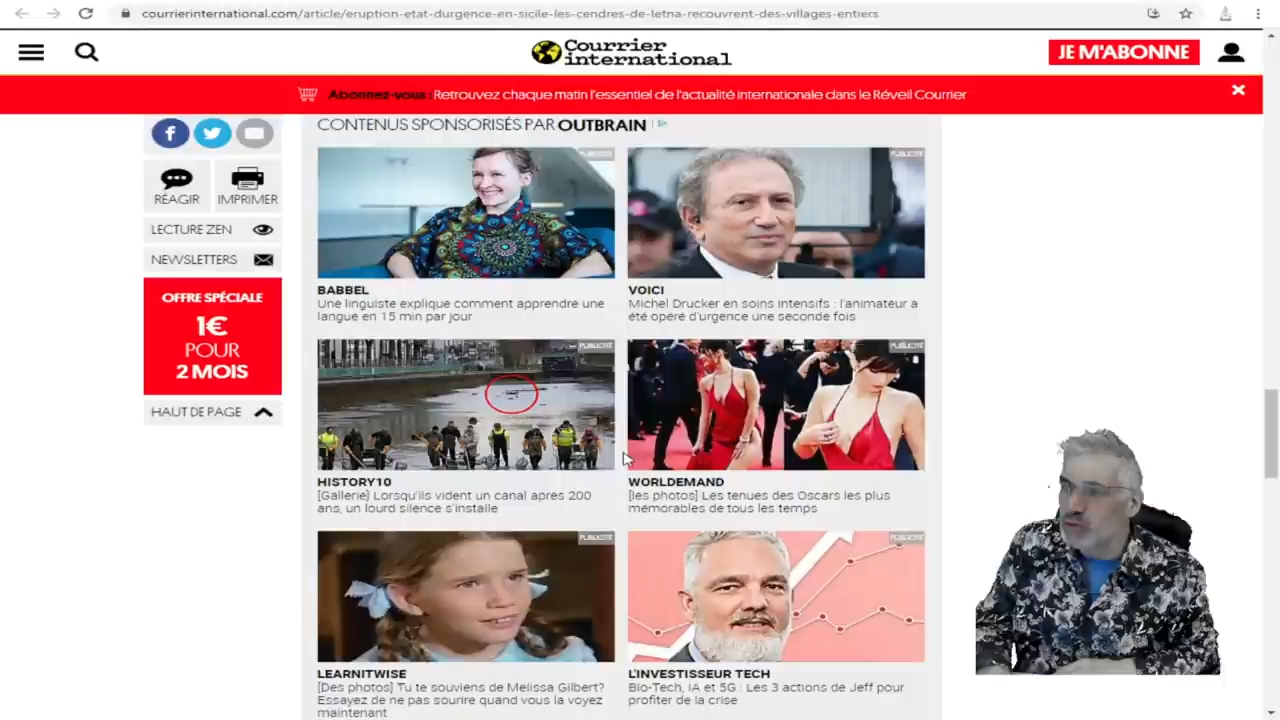 courrierinternational.com/article/eruption-etat-durgence-en-sicile-les-cendres-de-letna-recouvrent-des-villages-entiers
Courrier
international
JE M'ABONNE
Abonnez-vous : Retrouvez chaque matin l'essentiel de l'actualité internationale dans le Réveil Courrier
CONTENUS SPONSORISÉS PAR OUTBRAIN
RÉAGIR
IMPRIMER
LECTURE ZEN
NEWSLETTERS
OFFRE SPÉCIALE
1€
POUR
2 MOIS
HAUT DE PAGE
PUBLICITÉ
BABBEL
Une linguiste explique comment apprendre une
langue en 15 min par jour
PUBLICITÉ
VOICI
Michel Drucker en soins intensifs : l'animateur a
été opéré d'urgence une seconde fois
PUBLICITÉ
HISTORY10
[Gallerie] Lorsqu'ils vident un canal apres 200
ans, un lourd silence s'installe
PUBLICITÉ
WORLDEMAND
[les photos] Les tenues des Oscars les plus
memorables de tous les temps
PUBLICITÉ
LEARNITWISE
[Des photos] Tu te souviens de Melissa Gilbert?
Essayez de ne pas sourire quand vous la voyez
maintenant
PUBLICITÉ
L'INVESTISSEUR TECH
Bio-Tech, iA et 5G : Les 3 actions de Jeff pour
profiter de la crise